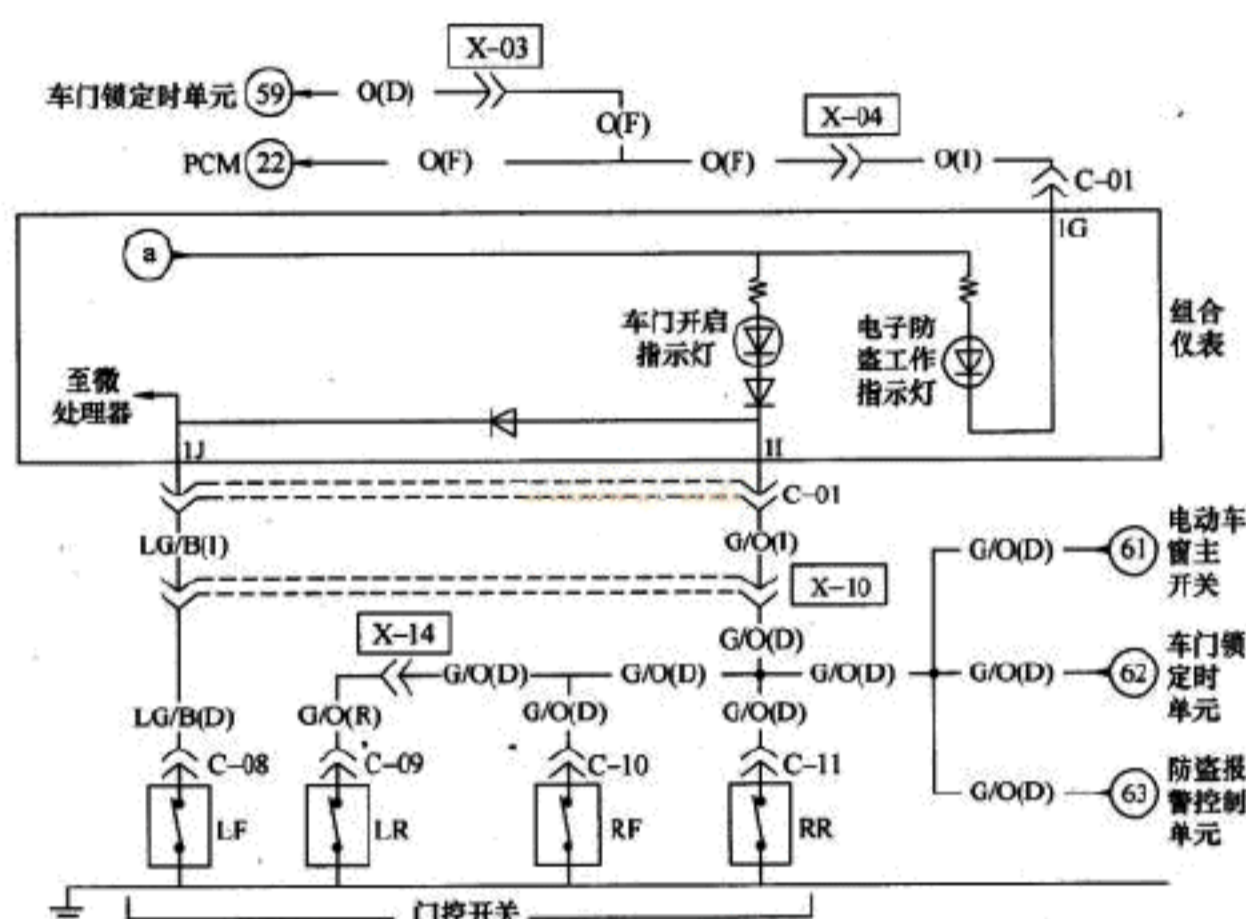 X-03
车门锁定时单元 59 O(D)
O(F)
X-04
PCM 22 O(F) O(F) O(I)
C-01
1G
a
车门开启
指示灯
电子防
盗工作
指示灯
组合
仪表
至微
处理器
1J
1I
C-01
LG/B(I)
G/O(I)
X-10
G/O(D)
X-14
G/O(D) G/O(D) G/O(D)
LG/B(D) G/O(R) G/O(D) G/O(D)
C-08 C-09 C-10 C-11
LF LR RF RR
G/O(D) 61
电动车
窗主
开关
G/O(D) 62
车门锁
定时
单元
G/O(D) 63
防盗报
警控制
单元
门控开关